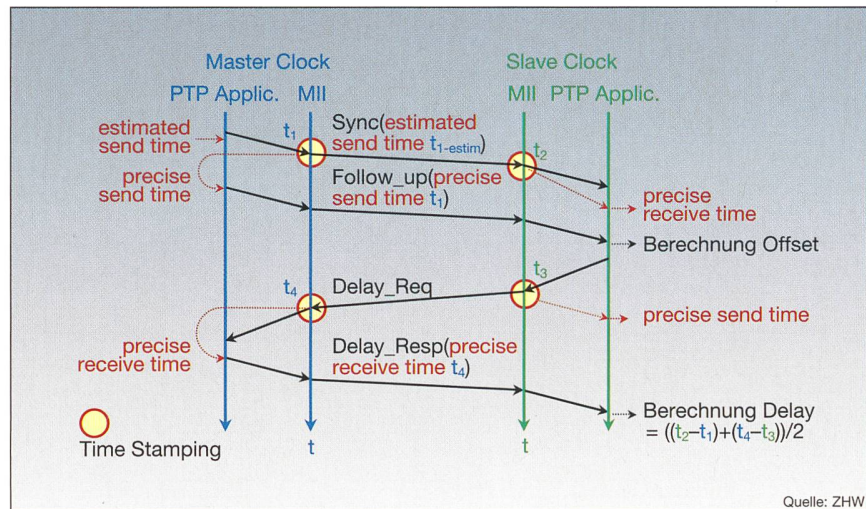 Master Clock
Slave Clock
PTP Applic.
MII
MII
PTP Applic.
estimated
send time
t1
Sync(estimated
send time t1-estim)
t2
precise
send time
Follow_up(precise
send time t1)
precise
receive time
Berechnung Offset
t3
t4
Delay_Req
precise send time
precise
receive time
Delay_Resp(precise
receive time t4)
Time Stamping
t
t
Berechnung Delay
= ((t2–t1)+(t4–t3))/2
Quelle: ZHW